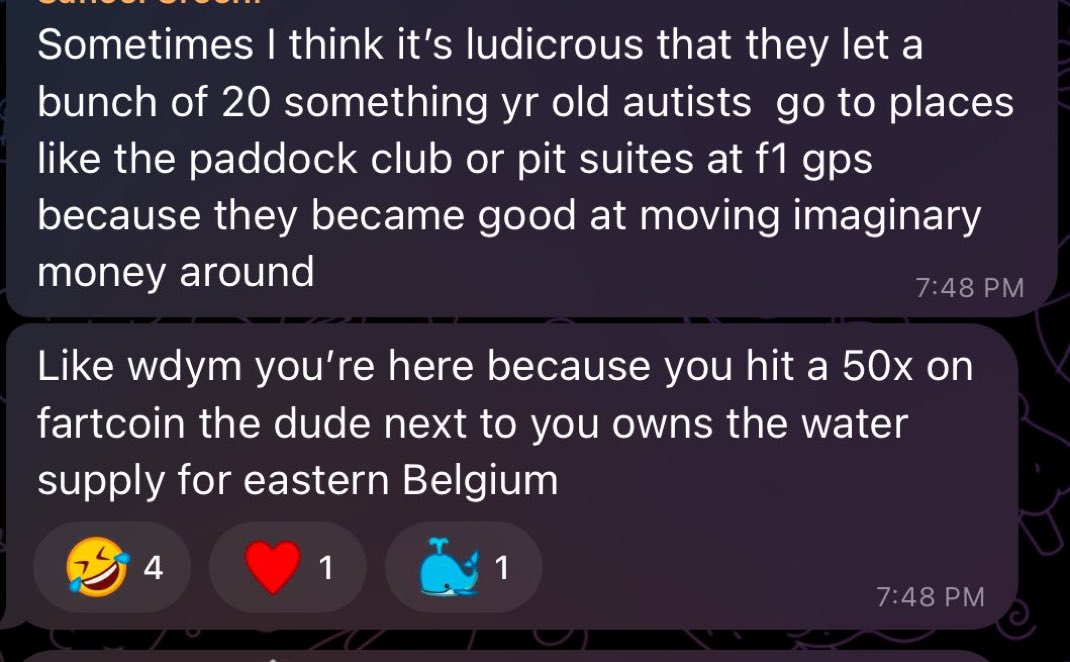 Sometimes I think it’s ludicrous that they let a
bunch of 20 something yr old autists  go to places
like the paddock club or pit suites at f1 gps
because they became good at moving imaginary
money around
7:48 PM
Like wdym you’re here because you hit a 50x on
fartcoin the dude next to you owns the water
supply for eastern Belgium
🤣 4 ❤️ 1 🐳 1
7:48 PM